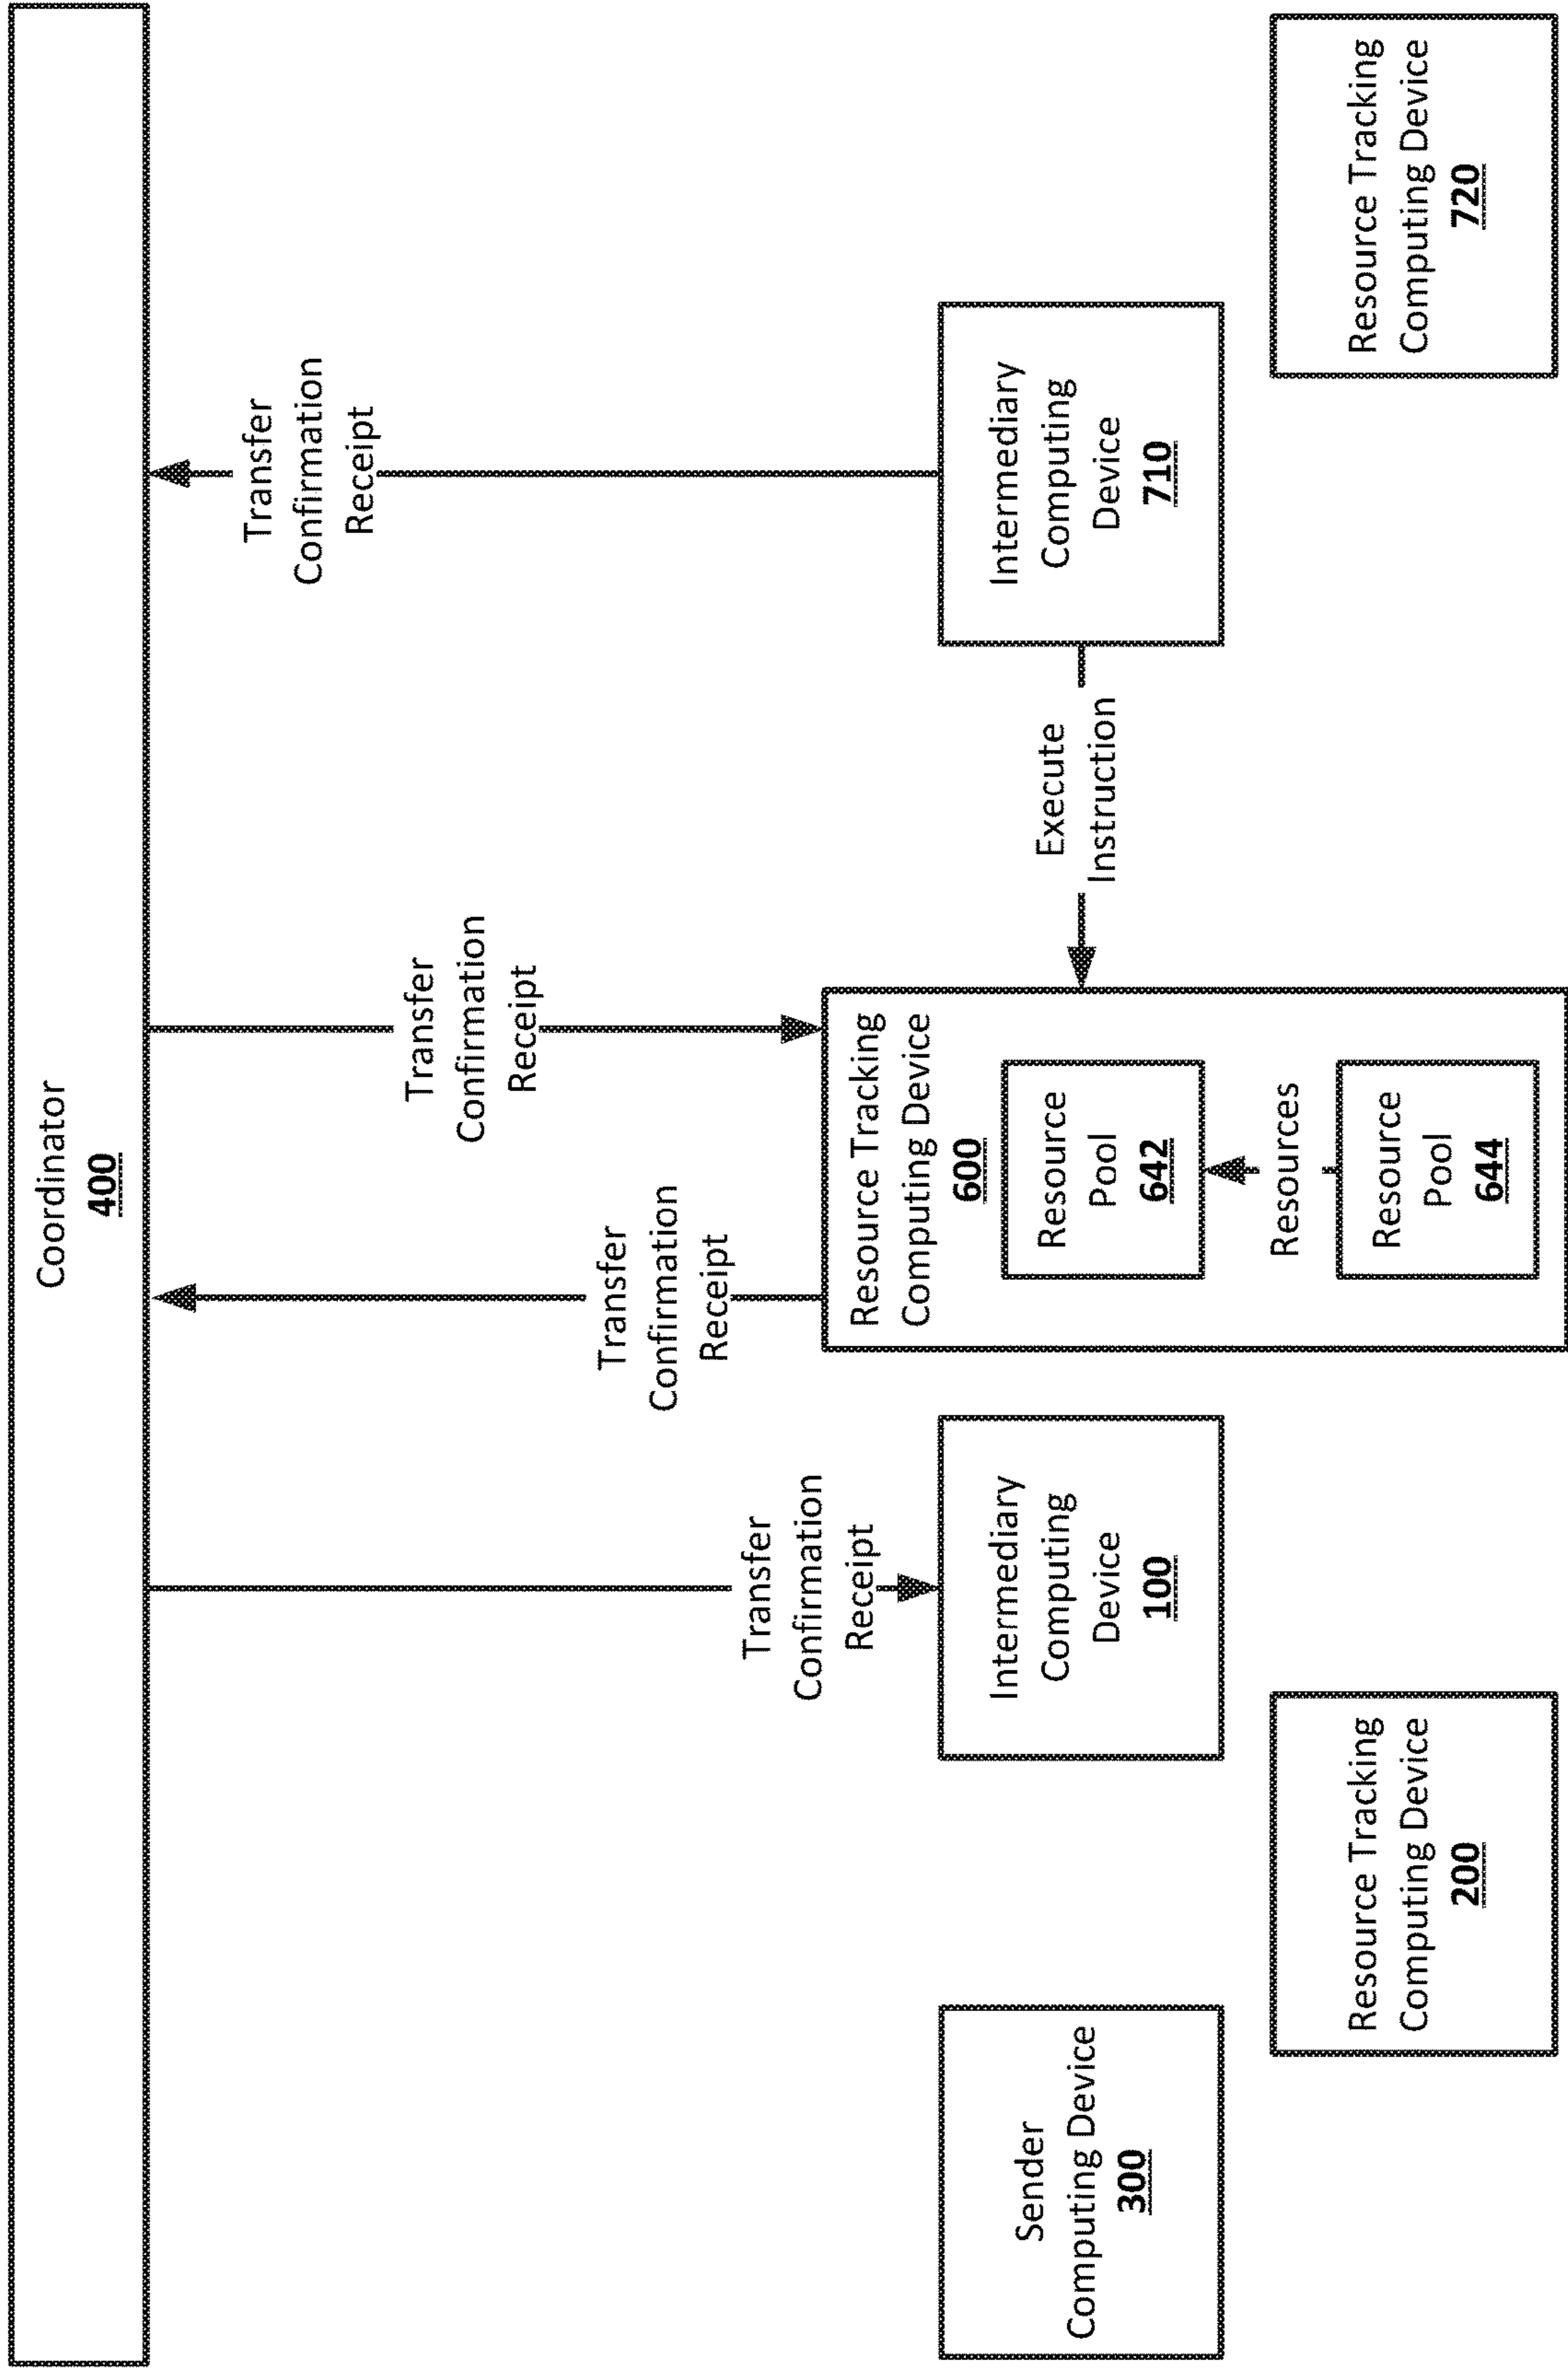 Coordinator
400
Transfer
Confirmation
Receipt
Transfer
Confirmation
Receipt
Transfer
Confirmation
Receipt
Transfer
Confirmation
Receipt
Sender
Computing Device
300
Intermediary
Computing
Device
100
Resource Tracking
Computing Device
600
Resource
Pool
642
Resources
Resource
Pool
644
Execute
Instruction
Intermediary
Computing
Device
710
Resource Tracking
Computing Device
200
Resource Tracking
Computing Device
720